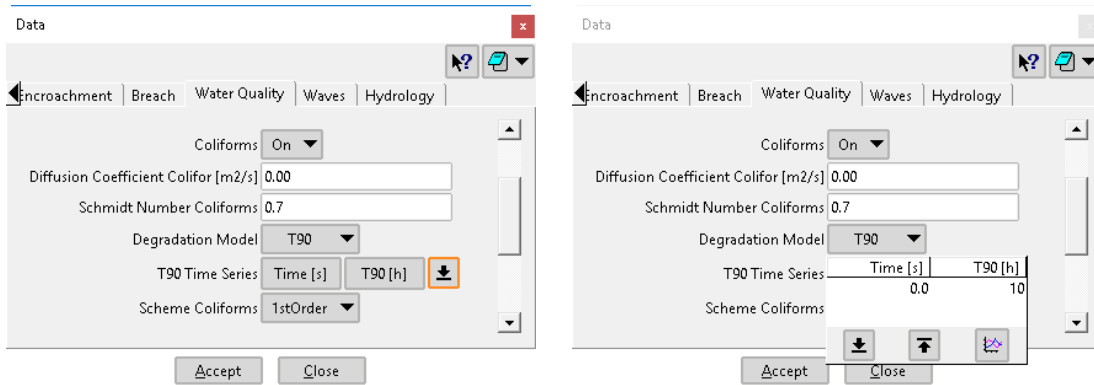 Data
x
?
Encroachment Breach Water Quality Waves Hydrology
Coliforms On
Diffusion Coefficient Colifor [m2/s] 0.00
Schmidt Number Coliforms 0.7
Degradation Model T90
T90 Time Series Time [s] T90 [h]
Scheme Coliforms 1stOrder
Accept Close
Data
x
?
Encroachment Breach Water Quality Waves Hydrology
Coliforms On
Diffusion Coefficient Colifor [m2/s] 0.00
Schmidt Number Coliforms 0.7
Degradation Model T90
T90 Time Series Time [s] T90 [h]
0.0 10
Scheme Coliforms
Accept Close